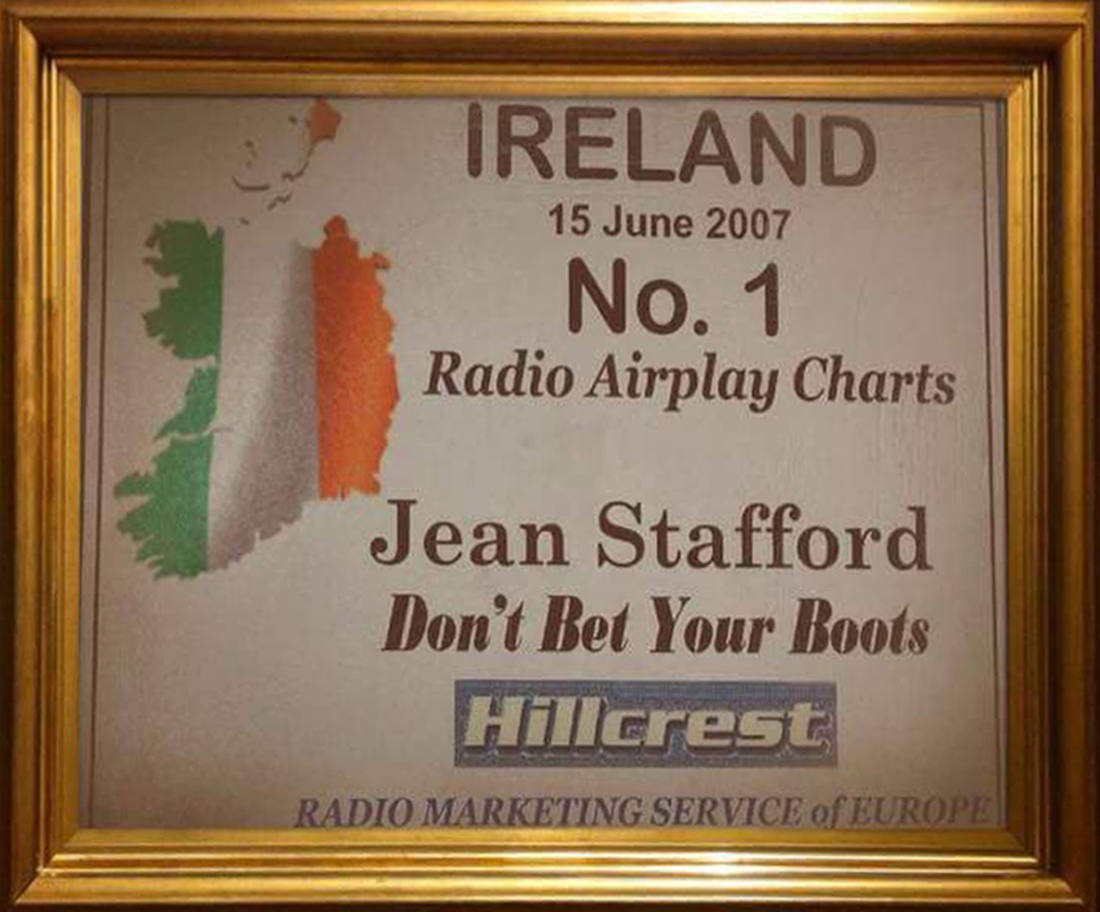 IRELAND
15 June 2007
No. 1
Radio Airplay Charts
Jean Stafford
Don't Bet Your Boots
Hillcrest
RADIO MARKETING SERVICE of EUROPE